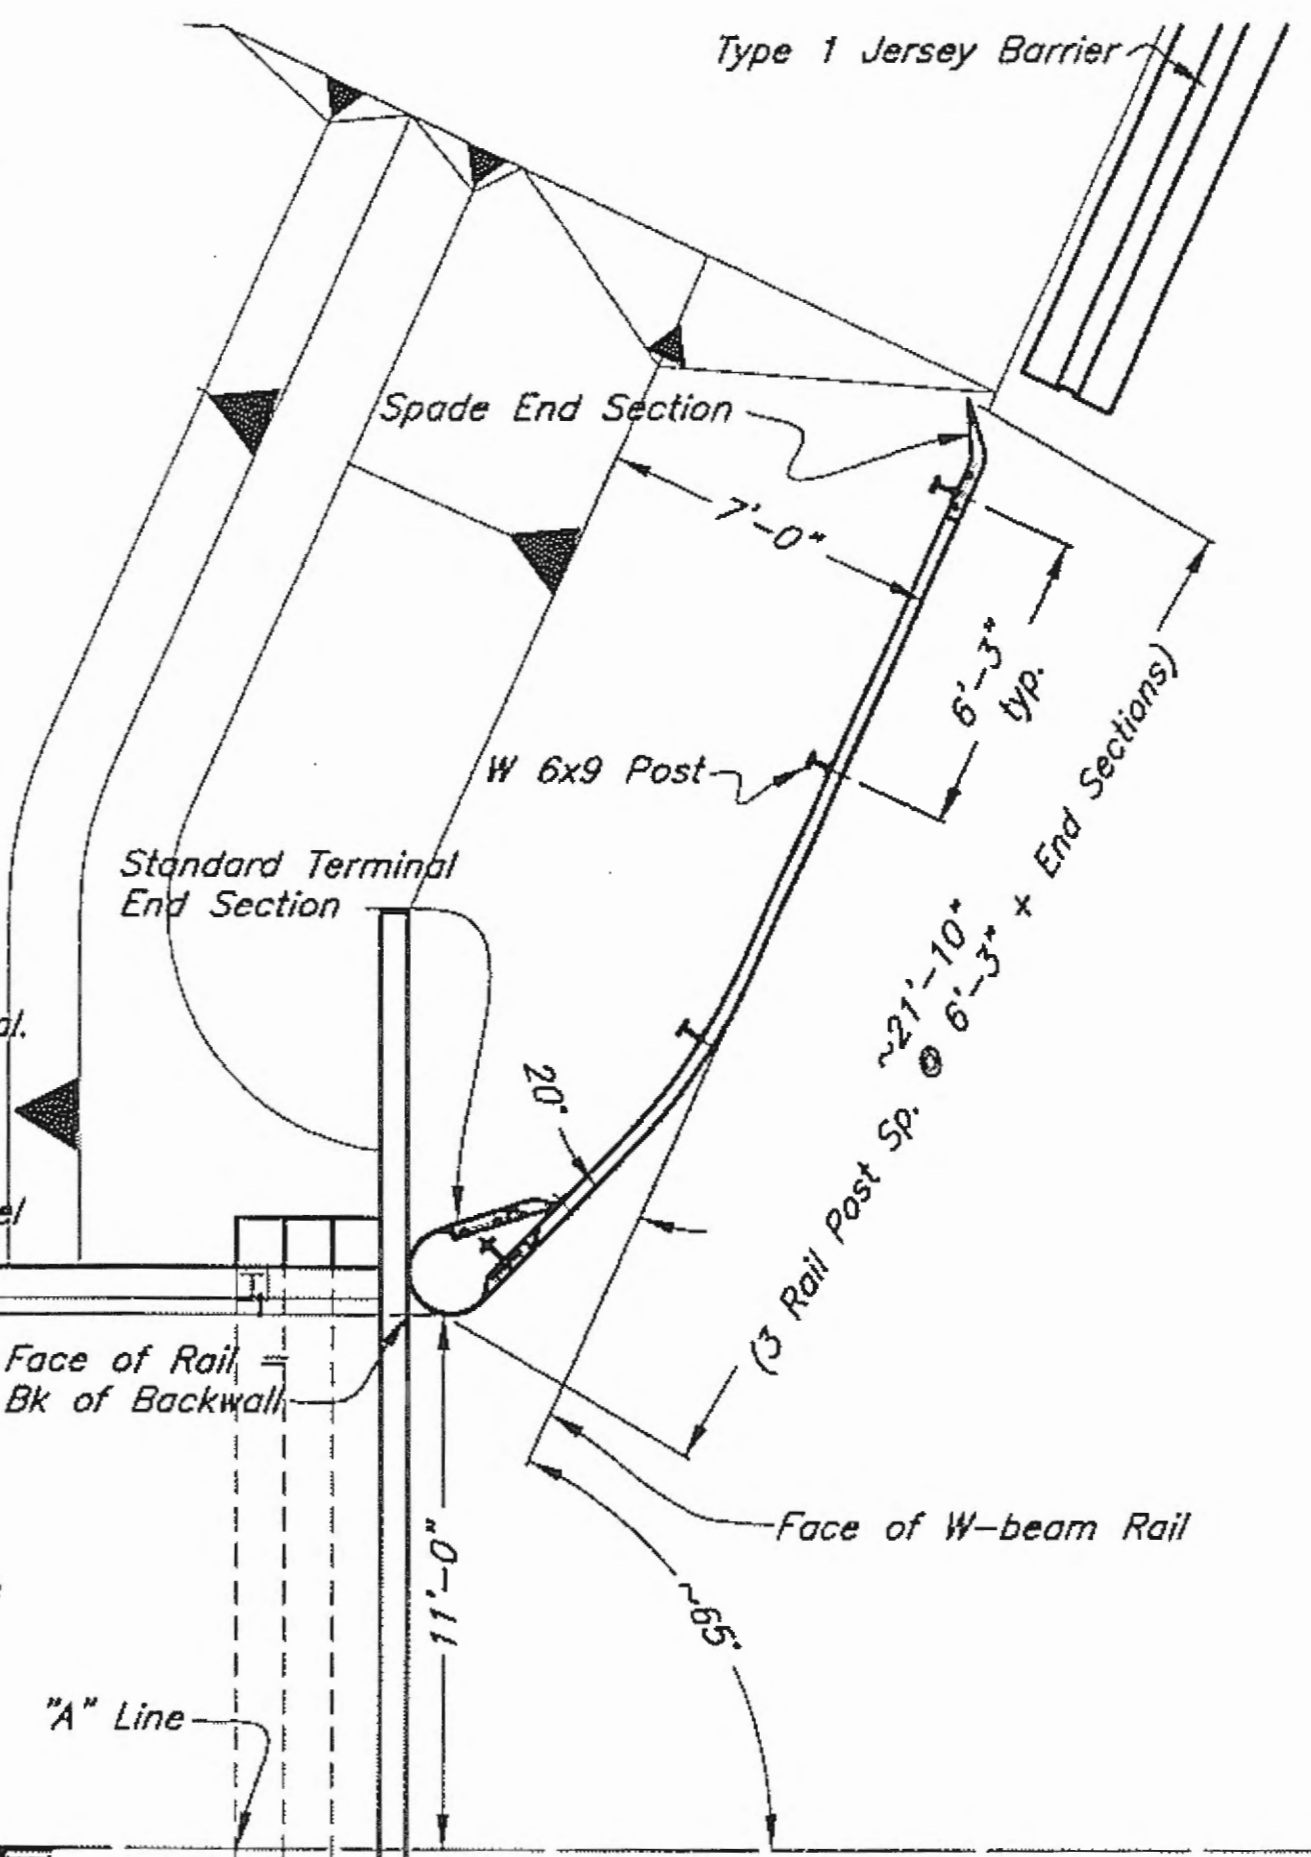 Type 1 Jersey Barrier
Spade End Section
7'-0"
6'-3"
typ.
W 6x9 Post
Standard Terminal
End Section
~21'-10"
(3 Rail Post Sp. @ 6'-3" x End Sections)
20°
Face of Rail =
Bk of Backwall
Face of W-beam Rail
11'-0"
~65°
"A" Line